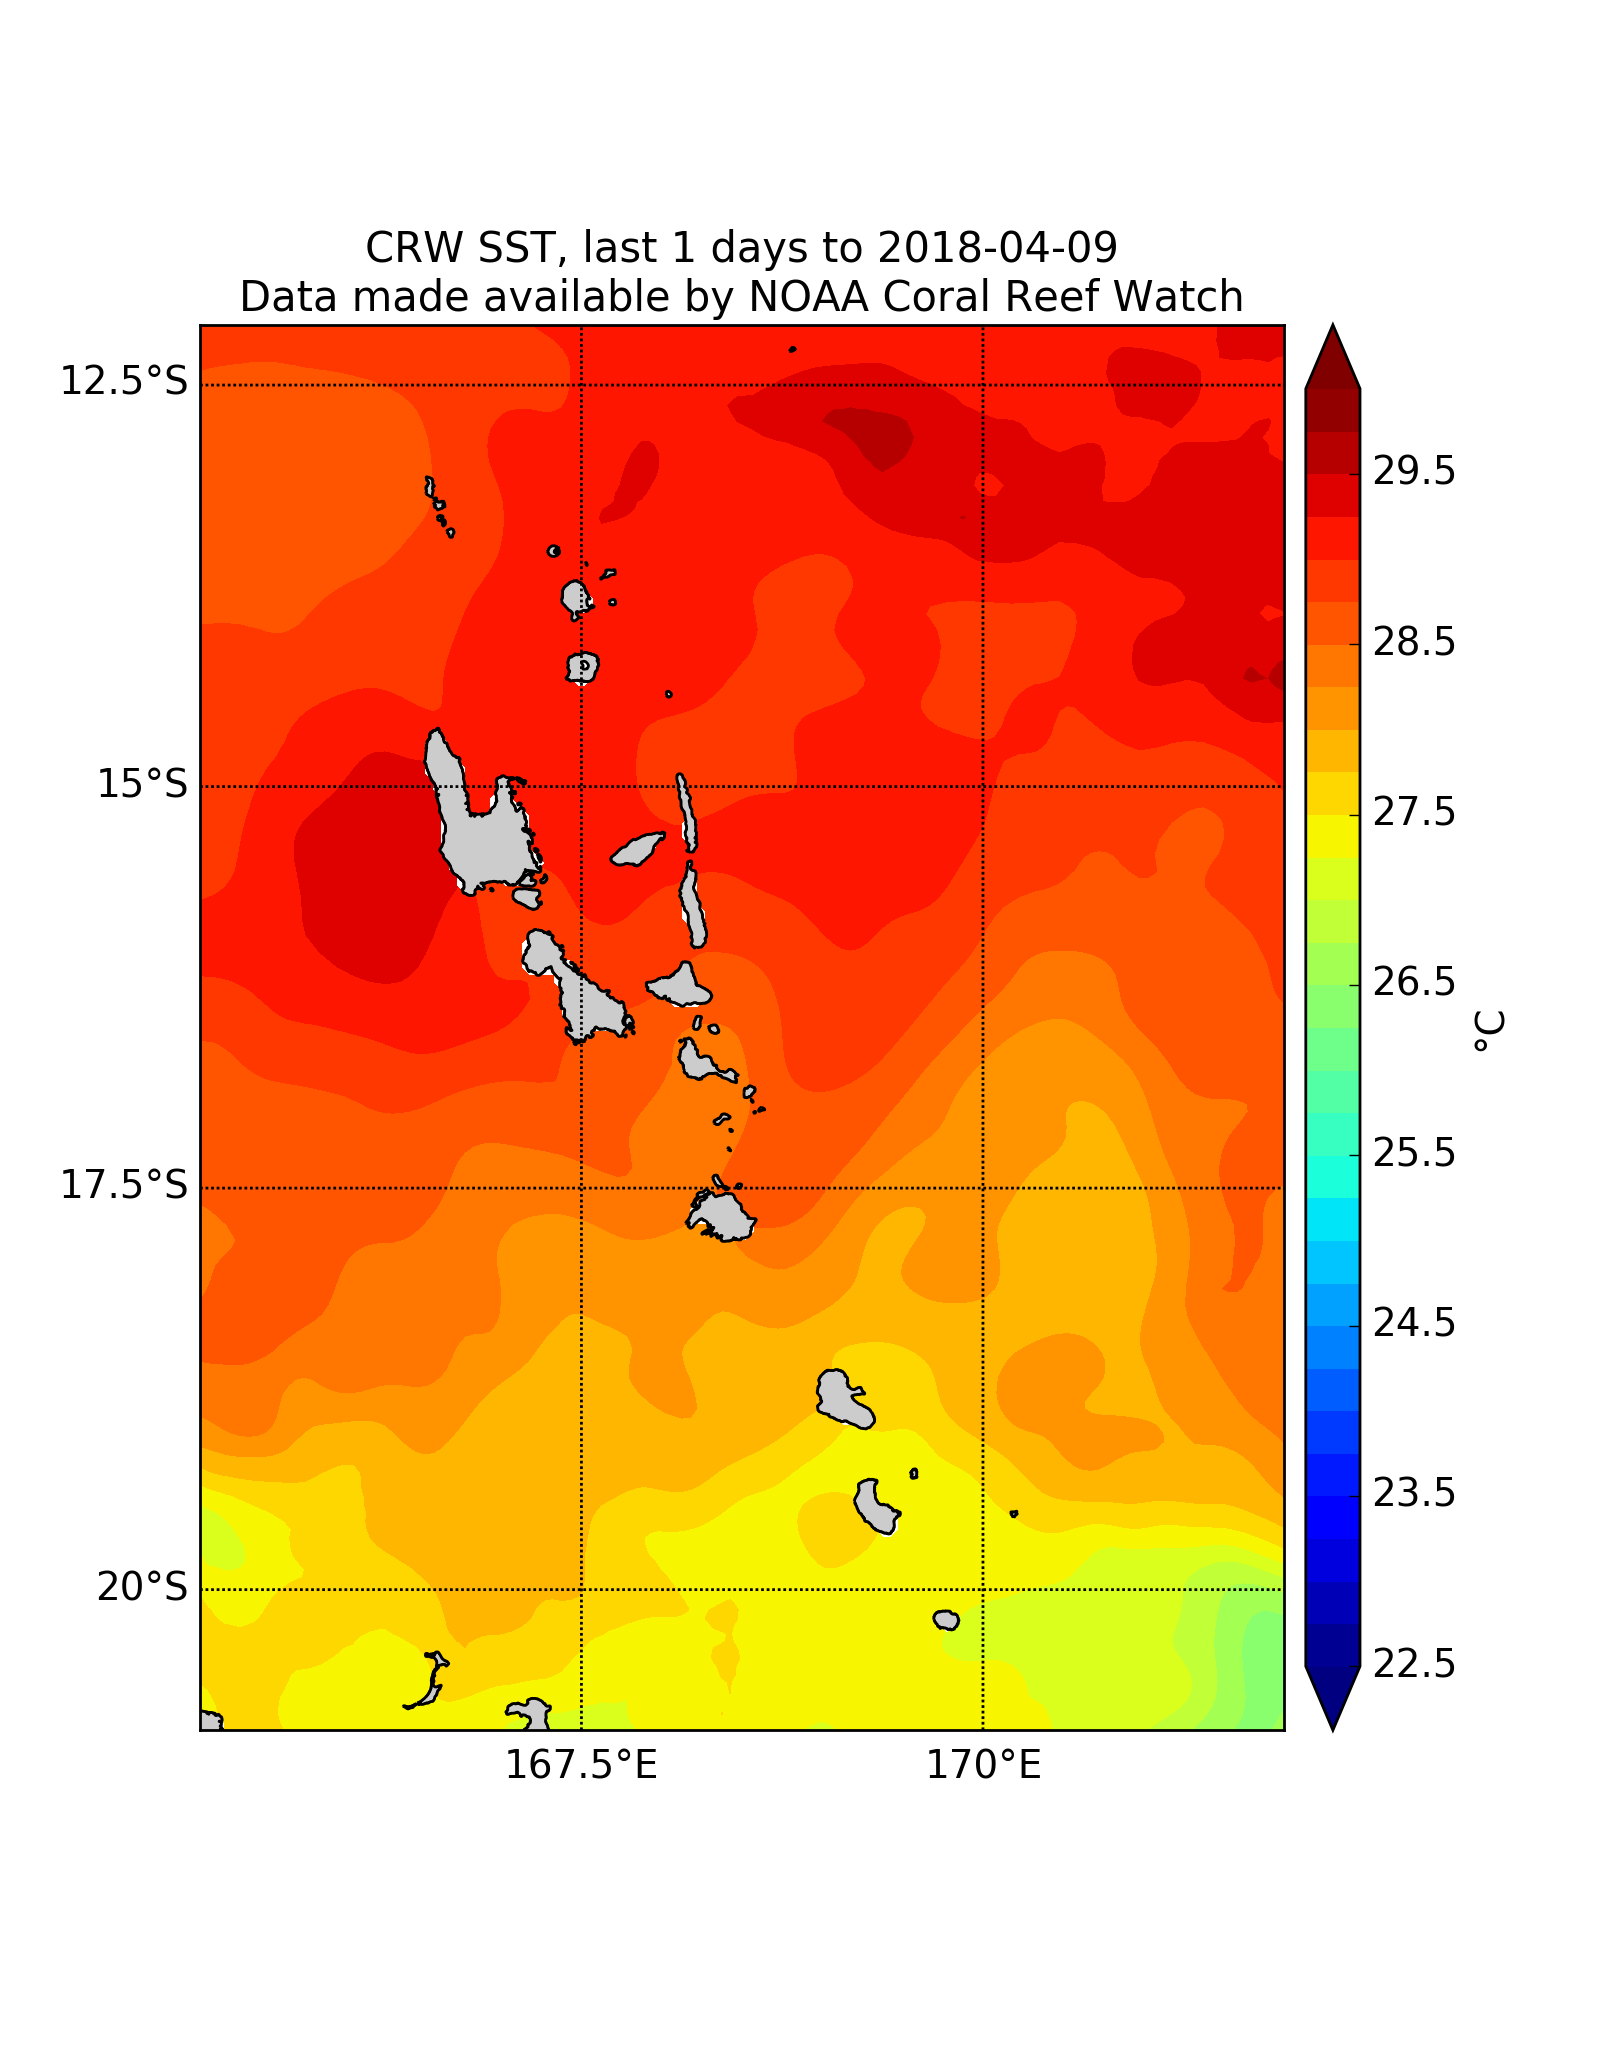 CRW SST, last 1 days to 2018-04-09
Data made available by NOAA Coral Reef Watch
12.5°S
15°S
17.5°S
20°S
167.5°E
170°E
29.5
28.5
27.5
26.5
25.5
24.5
23.5
22.5
°C